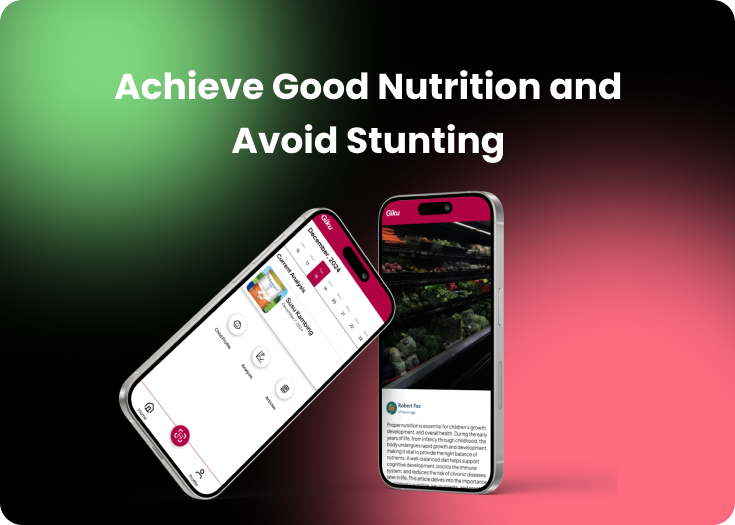 Achieve Good Nutrition and
Avoid Stunting
Giku
December, 2024
Current Analysis
Susu Kambing
December 7, 2024
Child Profile
Analysis
Articles
Home
Profile
Giku
Robert Fox
Proper nutrition is essential for children's growth,
development, and overall health. During the early
years of life, from infancy through childhood, the
body undergoes rapid growth and development,
making it vital to provide the right balance of
nutrients. A well-balanced diet helps support
cognitive development, boosts the immune
system, and reduces the risk of chronic diseases
later in life. This article delves into the importance